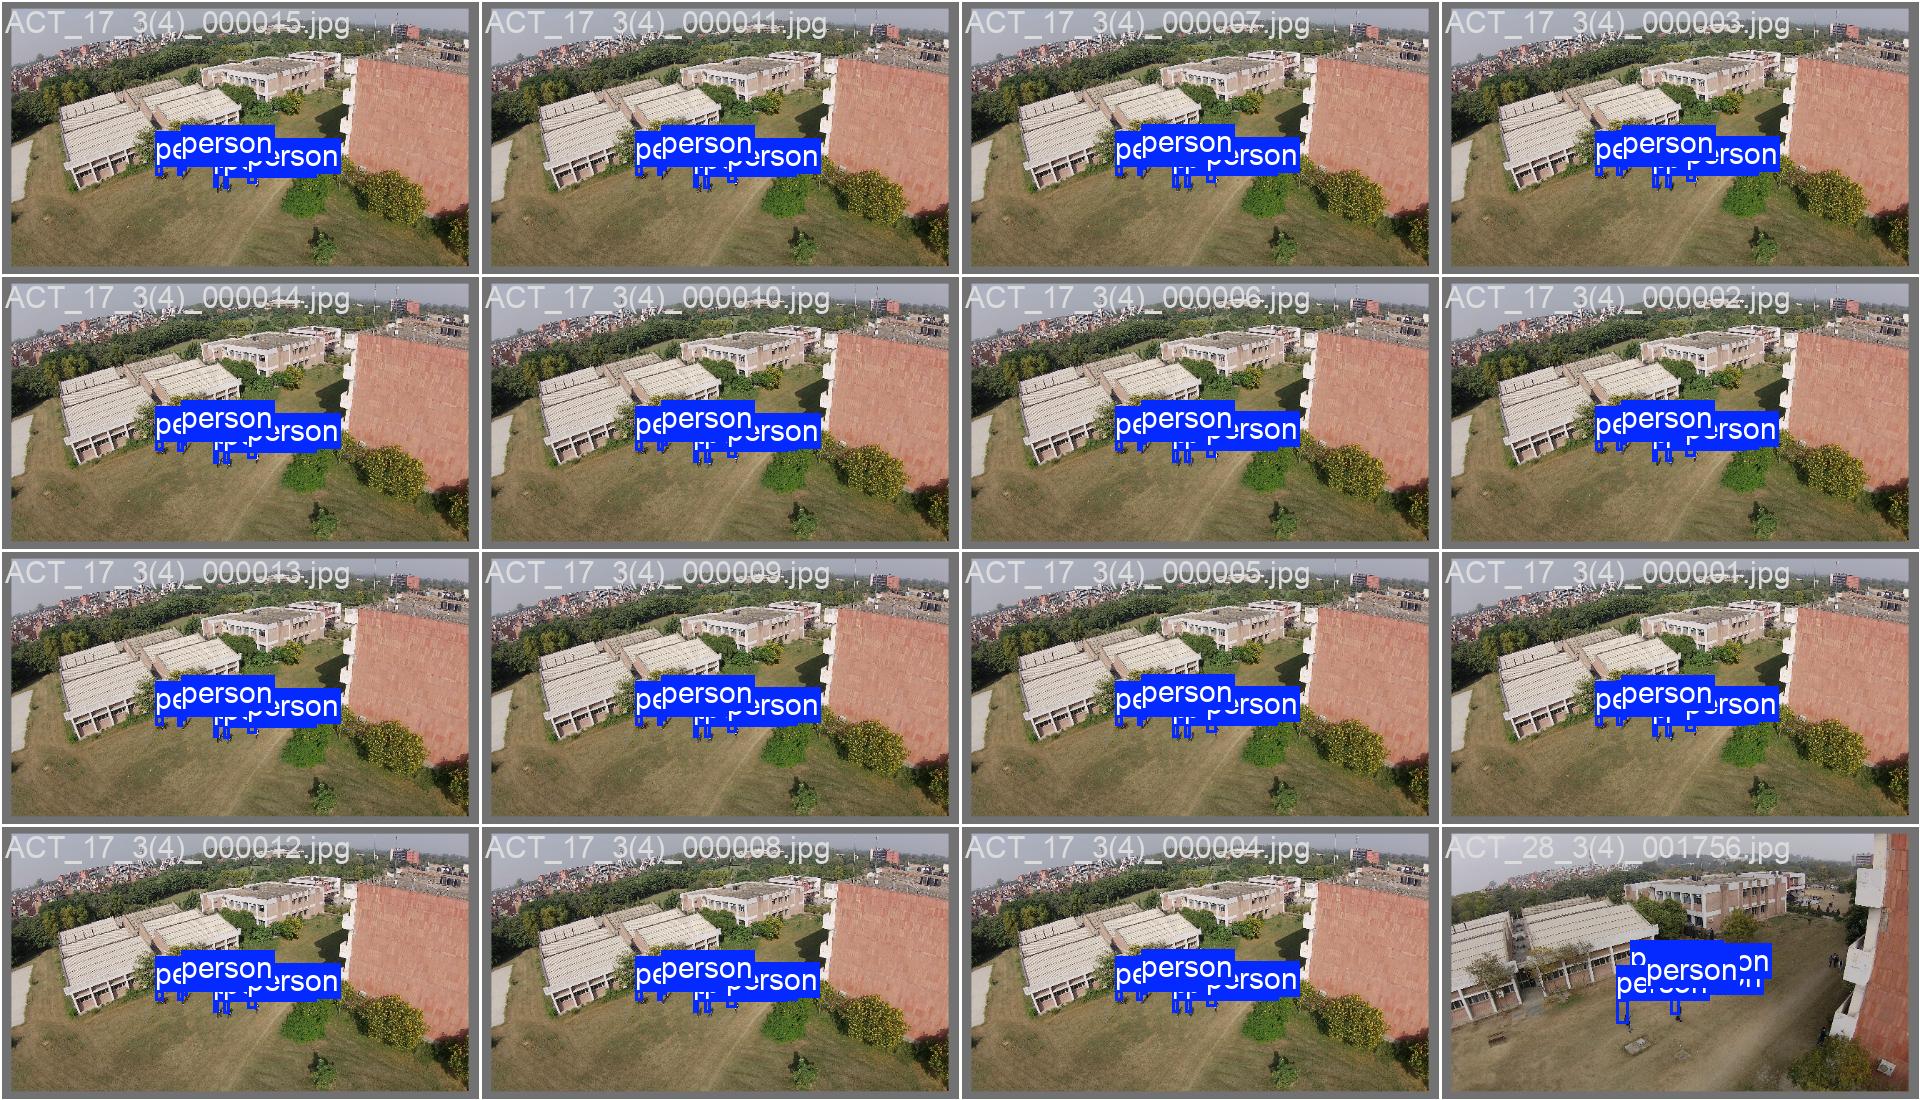 ACT_17_3(4)_000015.jpg
person
person
ACT_17_3(4)_000011.jpg
person
person
ACT_17_3(4)_000007.jpg
person
person
ACT_17_3(4)_000003.jpg
person
person
ACT_17_3(4)_000014.jpg
person
person
ACT_17_3(4)_000010.jpg
person
person
ACT_17_3(4)_000006.jpg
person
person
ACT_17_3(4)_000002.jpg
person
person
ACT_17_3(4)_000013.jpg
person
person
ACT_17_3(4)_000009.jpg
person
person
ACT_17_3(4)_000005.jpg
person
person
ACT_17_3(4)_000001.jpg
person
person
ACT_17_3(4)_000012.jpg
person
person
ACT_17_3(4)_000008.jpg
person
person
ACT_17_3(4)_000004.jpg
person
person
ACT_28_3(4)_001756.jpg
person
person